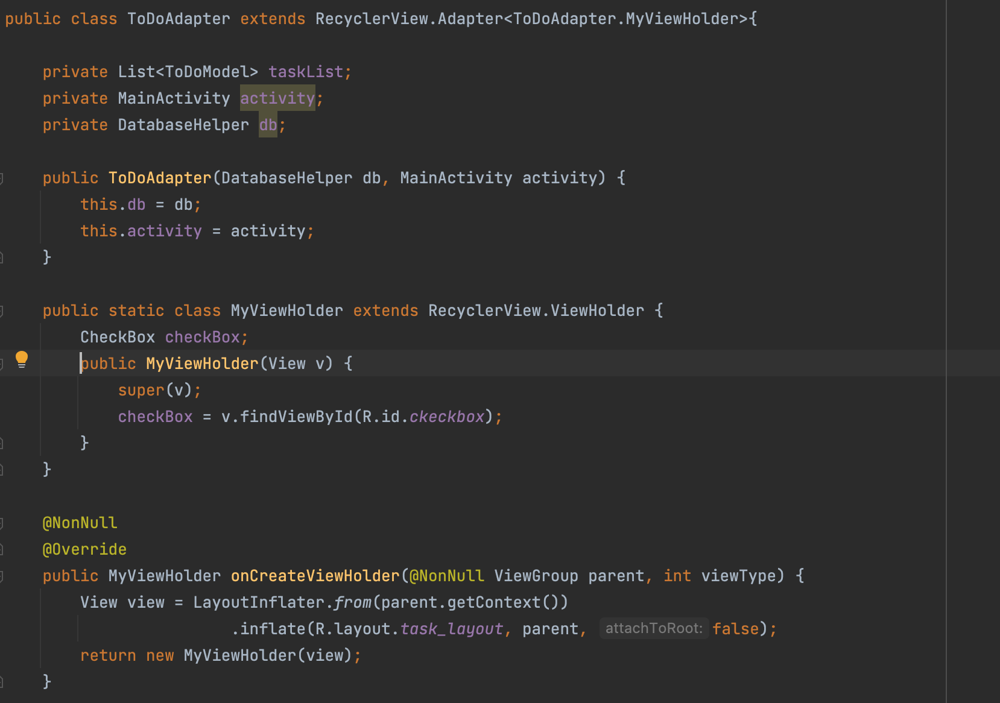 public class ToDoAdapter extends RecyclerView.Adapter<ToDoAdapter.MyViewHolder>{
private List<ToDoModel> taskList;
private MainActivity activity;
private DatabaseHelper db;
public ToDoAdapter(DatabaseHelper db, MainActivity activity) {
this.db = db;
this.activity = activity;
}
public static class MyViewHolder extends RecyclerView.ViewHolder {
CheckBox checkBox;
public MyViewHolder(View v) {
super(v);
checkBox = v.findViewById(R.id.ckeckbox);
}
}
@NonNull
@Override
public MyViewHolder onCreateViewHolder(@NonNull ViewGroup parent, int viewType) {
View view = LayoutInflater.from(parent.getContext())
.inflate(R.layout.task_layout, parent, attachToRoot: false);
return new MyViewHolder(view);
}